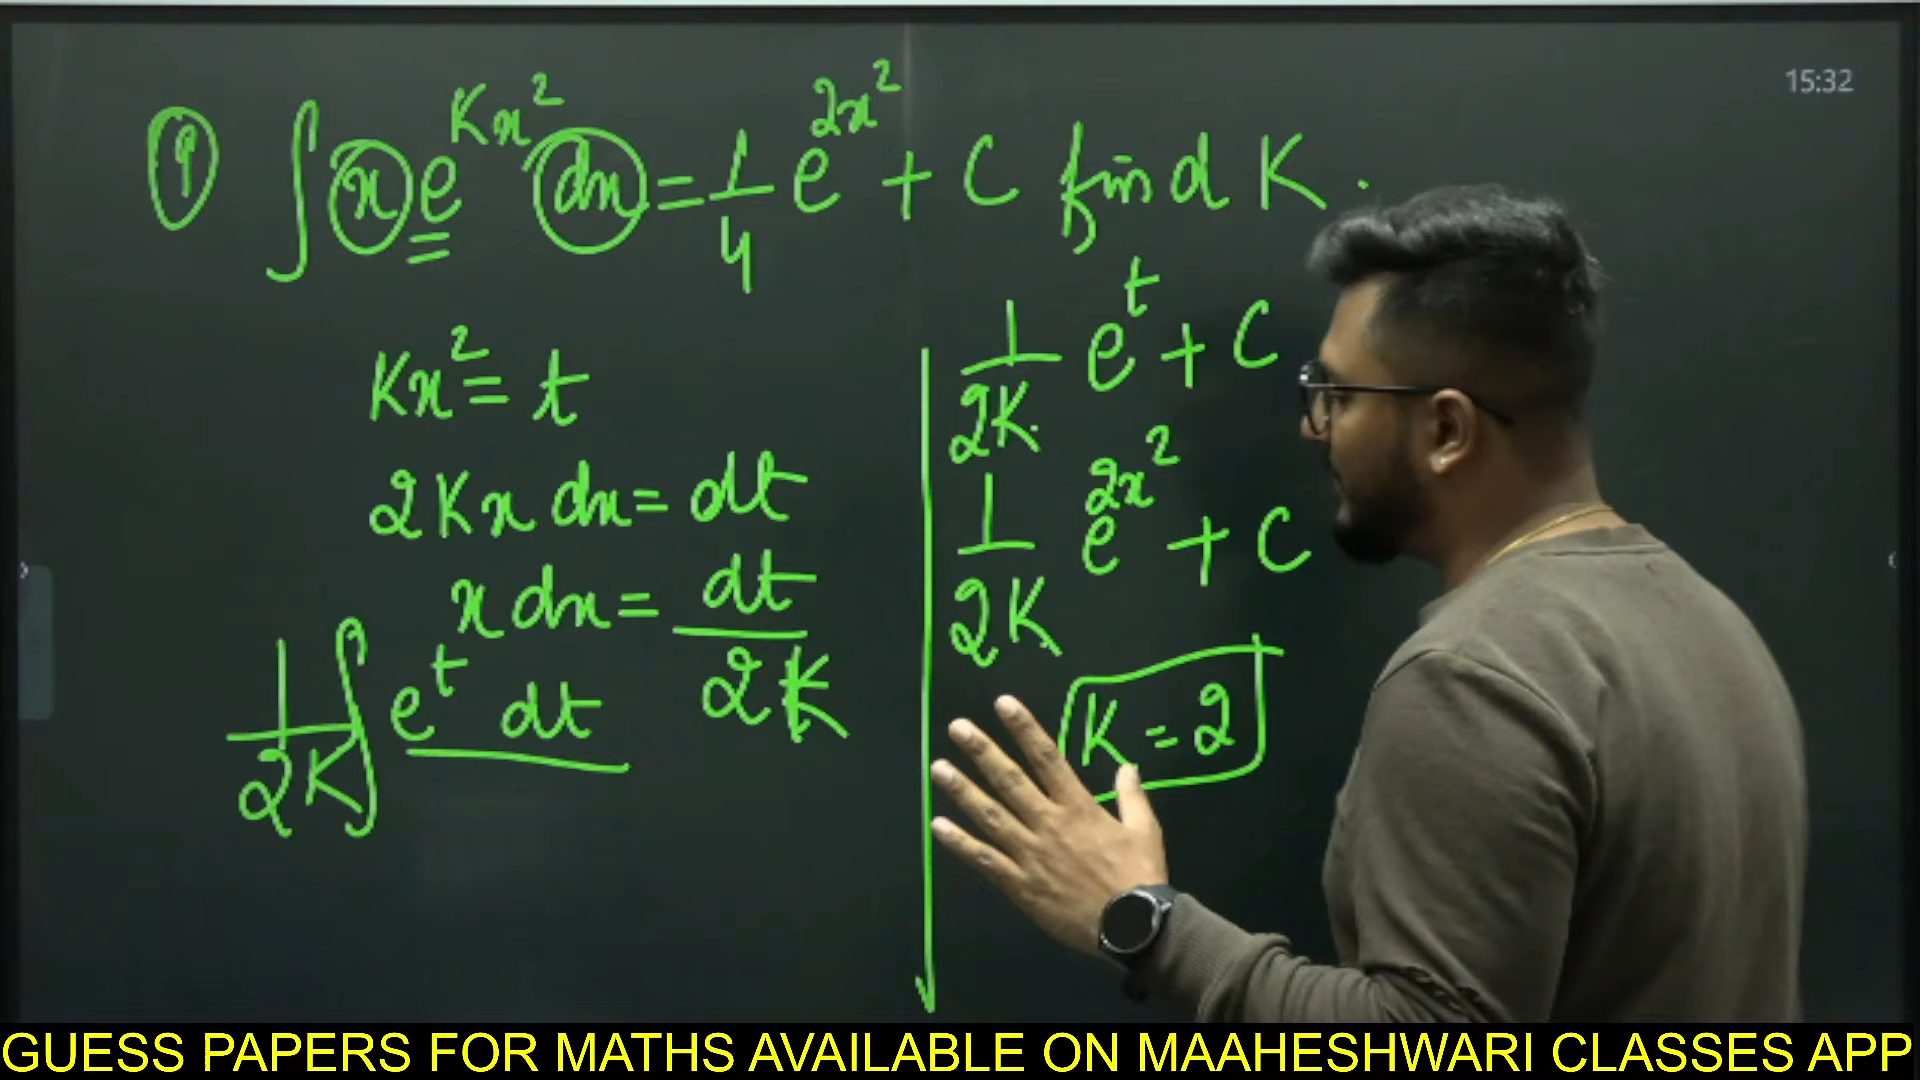 15:32
∫ x e^{Kx²} dx = 1/4 e^{2x²} + C find K.
Kx² = t
2Kx dx = dt
x dx = dt/2K
1/2K ∫ e^t dt
1/2K e^t + C
1/2K e^{2x²} + C
K = 2
GUESS PAPERS FOR MATHS AVAILABLE ON MAAHESHWARI CLASSES APP